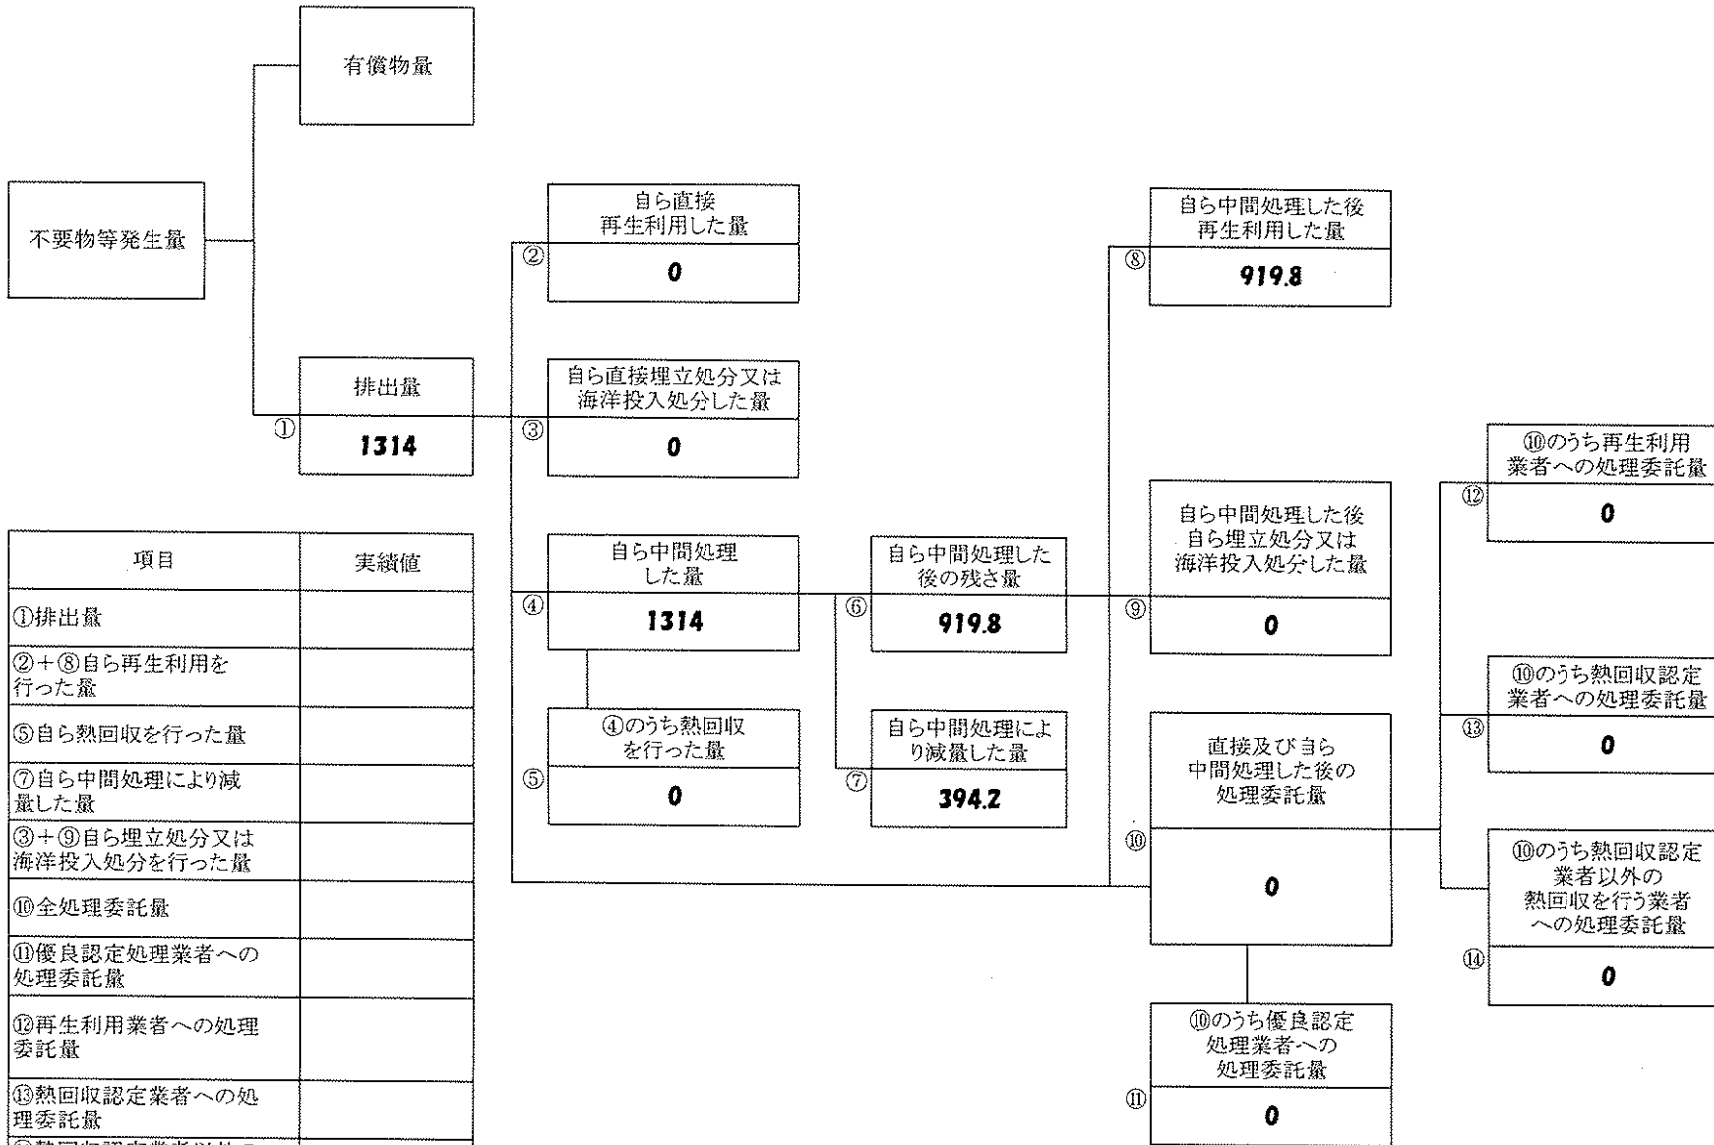 有償物量
不要物等発生量
自ら直接
再生利用した量
②
0
自ら中間処理した後
再生利用した量
⑧
919.8
排出量
①
1314
自ら直接埋立処分又は
海洋投入処分した量
③
0
⑩のうち再生利用
業者への処理委託量
⑫
0
自ら中間処理した後
自ら埋立処分又は
海洋投入処分した量
⑨
0
自ら中間処理
した量
④
1314
自ら中間処理した
後の残さ量
⑥
919.8
④のうち熱回収
を行った量
⑤
0
自ら中間処理によ
り減量した量
⑦
394.2
⑩のうち熱回収認定
業者への処理委託量
⑬
0
直接及び自ら
中間処理した後の
処理委託量
⑩
0
⑩のうち熱回収認定
業者以外の
熱回収を行う業者
への処理委託量
⑭
0
⑩のうち優良認定
処理業者への
処理委託量
⑪
0
項目 実績値
①排出量
②+⑧自ら再生利用を
行った量
⑤自ら熱回収を行った量
⑦自ら中間処理により減
量した量
③+⑨自ら埋立処分又は
海洋投入処分を行った量
⑩全処理委託量
⑪優良認定処理業者への
処理委託量
⑫再生利用業者への処理
委託量
⑬熱回収認定業者への処
理委託量